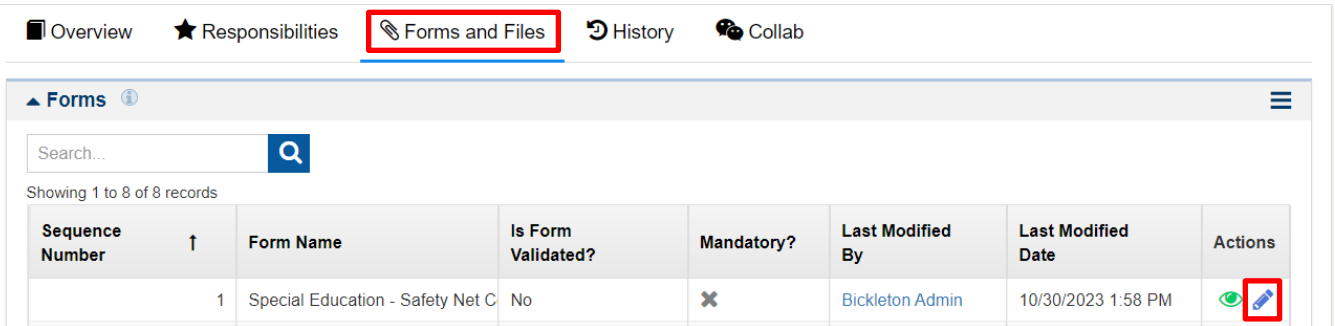 Overview Responsibilities Forms and Files History Collab
Forms
Search...
Showing 1 to 8 of 8 records
Sequence Number Form Name Is Form Validated? Mandatory? Last Modified By Last Modified Date Actions
1 Special Education - Safety Net C No Bickleton Admin 10/30/2023 1:58 PM